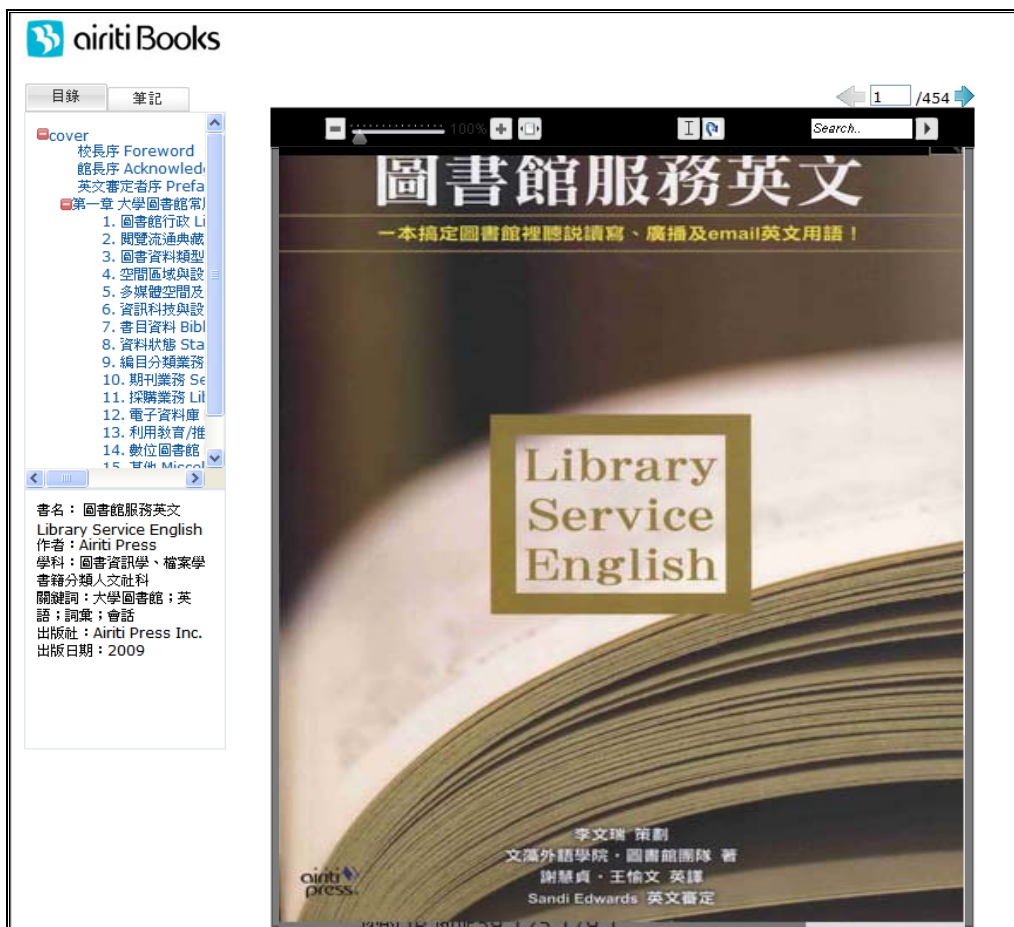 airiti Books
目錄 筆記
1 /454
100% Search..
cover
校長序 Foreword
館長序 Acknowled
英文審定者序 Prefa
第一章 大學圖書館常
1. 圖書館行政 Li
2. 閱覽流通典藏
3. 圖書資料類型
4. 空間區域與設
5. 多媒體空間及
6. 資訊科技與設
7. 書目資料 Bibl
8. 資料狀態 Sta
9. 編目分類業務
10. 期刊業務 Se
11. 採購業務 Lib
12. 電子資料庫
13. 利用教育/推
14. 數位圖書館
15. 其他 Miscel
書名: 圖書館服務英文
Library Service English
作者:Airiti Press
學科:圖書資訊學、檔案學
書籍分類人文社科
關鍵詞:大學圖書館;英
語;詞彙;會話
出版社:Airiti Press Inc.
出版日期:2009
圖書館服務英文
一本搞定圖書館裡聽說讀寫、廣播及email英文用語!
Library
Service
English
李文瑞 策劃
文藻外語學院・圖書館團隊 著
謝慧貞・王愉文 英譯
Sandi Edwards 英文審定
airiti
press